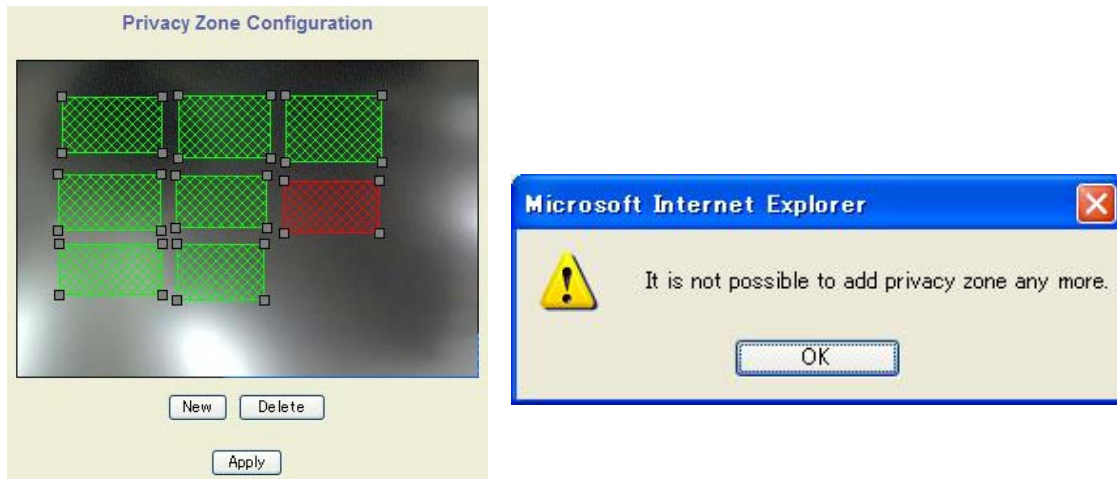 Privacy Zone Configuration
New Delete
Apply
Microsoft Internet Explorer
It is not possible to add privacy zone any more.
OK